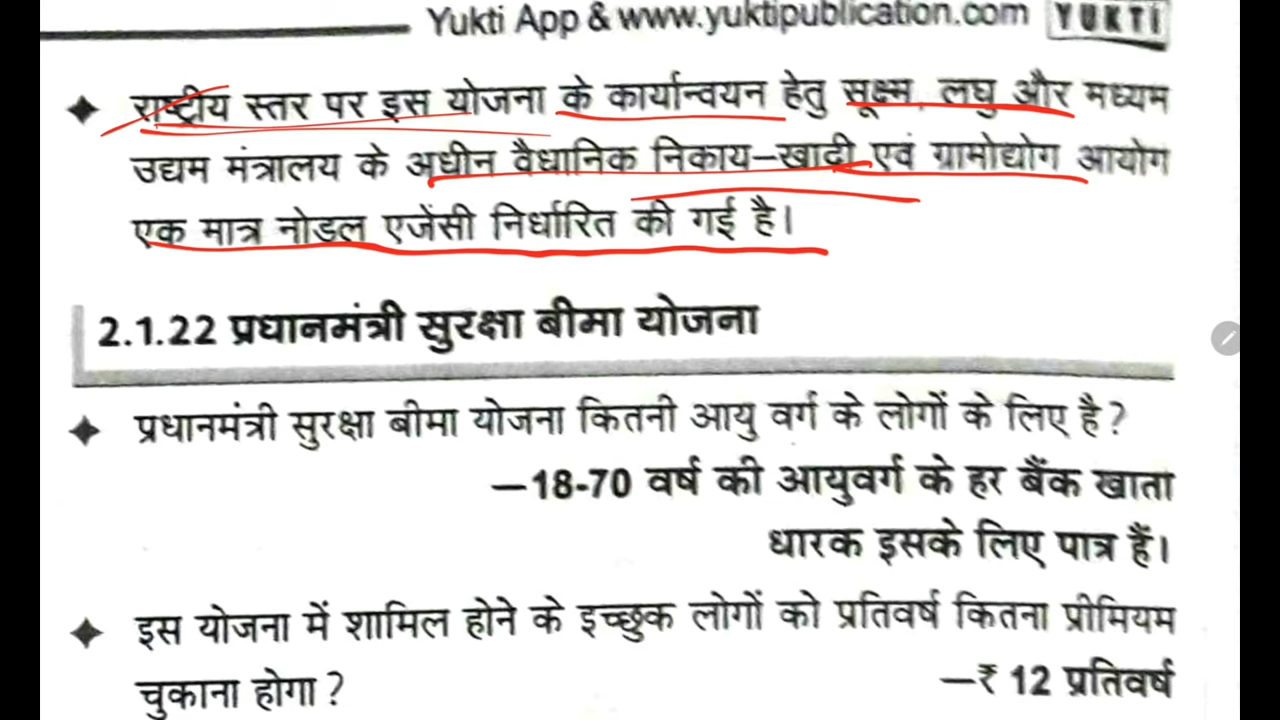 Yukti App & www.yuktipublication.com YUKTI
राष्ट्रीय स्तर पर इस योजना के कार्यान्वयन हेतु सूक्ष्म, लघु और मध्यम
उद्यम मंत्रालय के अधीन वैधानिक निकाय–खादी एवं ग्रामोद्योग आयोग
एक मात्र नोडल एजेंसी निर्धारित की गई है।
2.1.22 प्रधानमंत्री सुरक्षा बीमा योजना
प्रधानमंत्री सुरक्षा बीमा योजना कितनी आयु वर्ग के लोगों के लिए है?
—18-70 वर्ष की आयुवर्ग के हर बैंक खाता
धारक इसके लिए पात्र हैं।
इस योजना में शामिल होने के इच्छुक लोगों को प्रतिवर्ष कितना प्रीमियम
चुकाना होगा? —₹ 12 प्रतिवर्ष